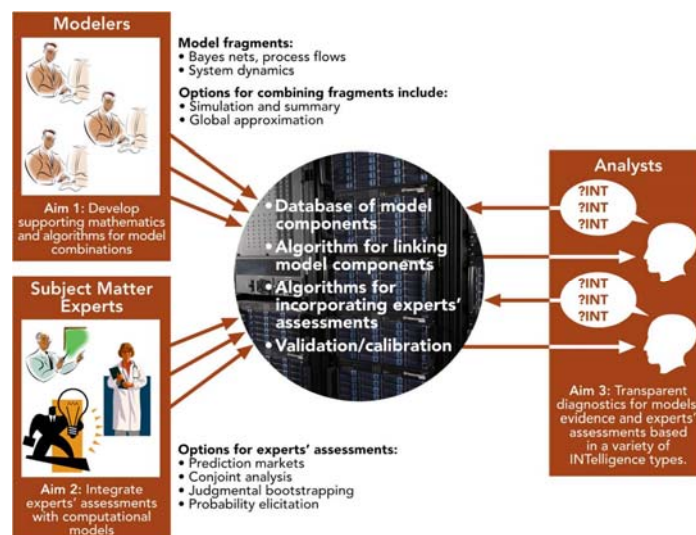 Modelers
Aim 1: Develop
supporting mathematics
and algorithms for model
combinations
Model fragments:
• Bayes nets, process flows
• System dynamics
Options for combining fragments include:
• Simulation and summary
• Global approximation
• Database of model
components
• Algorithm for linking
model components
• Algorithms for
incorporating experts'
assessments
• Validation/calibration
Analysts
?INT
?INT
?INT
?INT
?INT
?INT
Aim 3: Transparent
diagnostics for models,
evidence and experts'
assessments based
in a variety of
INTelligence types.
Subject Matter
Experts
Aim 2: Integrate
experts' assessments
with computational
models
Options for experts' assessments:
• Prediction markets
• Conjoint analysis
• Judgmental bootstrapping
• Probability elicitation